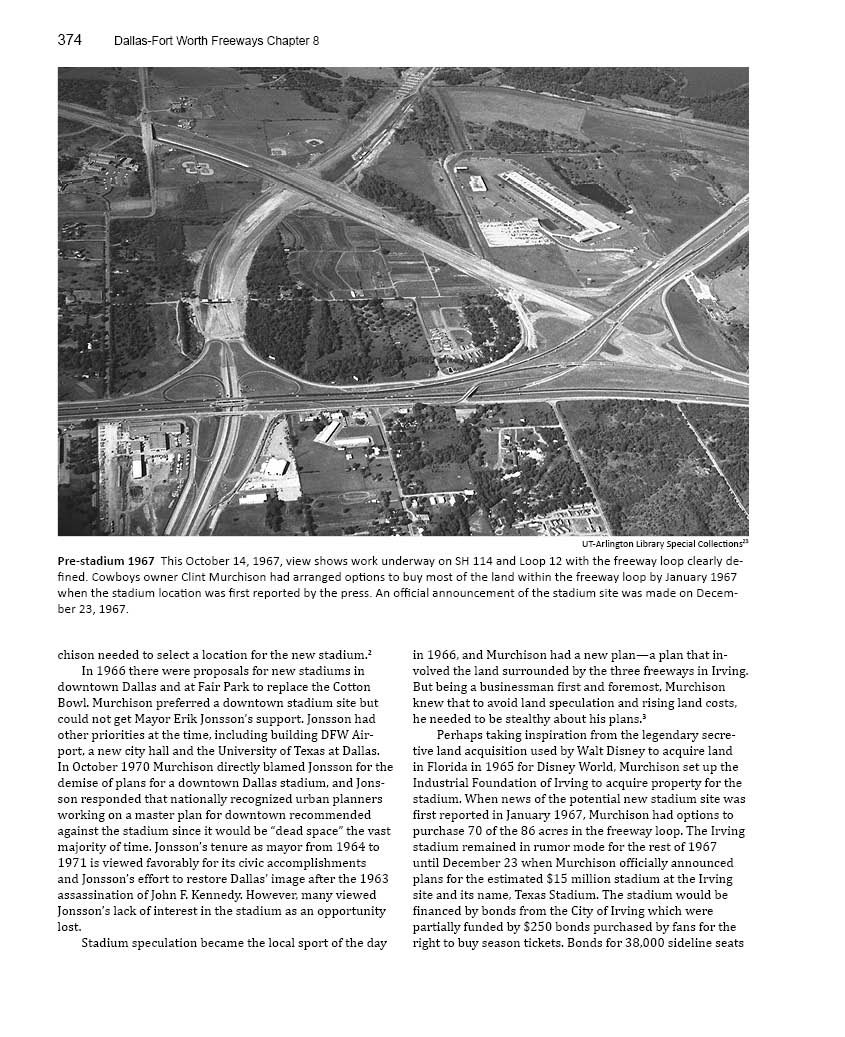 374 Dallas-Fort Worth Freeways Chapter 8
UT-Arlington Library Special Collections²³
Pre-stadium 1967 This October 14, 1967, view shows work underway on SH 114 and Loop 12 with the freeway loop clearly de-
fined. Cowboys owner Clint Murchison had arranged options to buy most of the land within the freeway loop by January 1967
when the stadium location was first reported by the press. An official announcement of the stadium site was made on Decem-
ber 23, 1967.
chison needed to select a location for the new stadium.²
In 1966 there were proposals for new stadiums in
downtown Dallas and at Fair Park to replace the Cotton
Bowl. Murchison preferred a downtown stadium site but
could not get Mayor Erik Jonsson's support. Jonsson had
other priorities at the time, including building DFW Air-
port, a new city hall and the University of Texas at Dallas.
In October 1970 Murchison directly blamed Jonsson for the
demise of plans for a downtown Dallas stadium, and Jons-
son responded that nationally recognized urban planners
working on a master plan for downtown recommended
against the stadium since it would be "dead space" the vast
majority of time. Jonsson's tenure as mayor from 1964 to
1971 is viewed favorably for its civic accomplishments
and Jonsson's effort to restore Dallas' image after the 1963
assassination of John F. Kennedy. However, many viewed
Jonsson's lack of interest in the stadium as an opportunity
lost.
Stadium speculation became the local sport of the day
in 1966, and Murchison had a new plan—a plan that in-
volved the land surrounded by the three freeways in Irving.
But being a businessman first and foremost, Murchison
knew that to avoid land speculation and rising land costs,
he needed to be stealthy about his plans.³
Perhaps taking inspiration from the legendary secre-
tive land acquisition used by Walt Disney to acquire land
in Florida in 1965 for Disney World, Murchison set up the
Industrial Foundation of Irving to acquire property for the
stadium. When news of the potential new stadium site was
first reported in January 1967, Murchison had options to
purchase 70 of the 86 acres in the freeway loop. The Irving
stadium remained in rumor mode for the rest of 1967
until December 23 when Murchison officially announced
plans for the estimated $15 million stadium at the Irving
site and its name, Texas Stadium. The stadium would be
financed by bonds from the City of Irving which were
partially funded by $250 bonds purchased by fans for the
right to buy season tickets. Bonds for 38,000 sideline seats